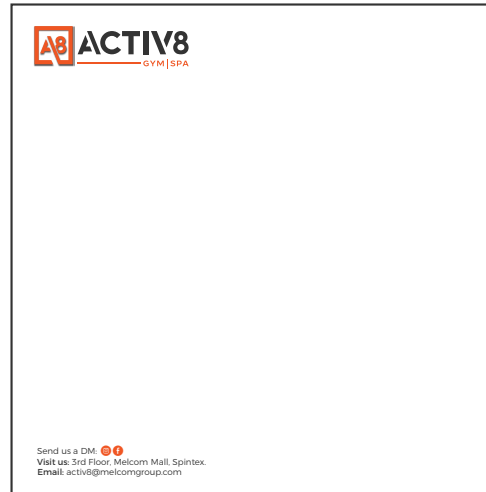 A8 ACTIV8
GYM | SPA
Send us a DM:
Visit us: 3rd Floor, Melcom Mall, Spintex.
Email: activ8@melcomgroup.com